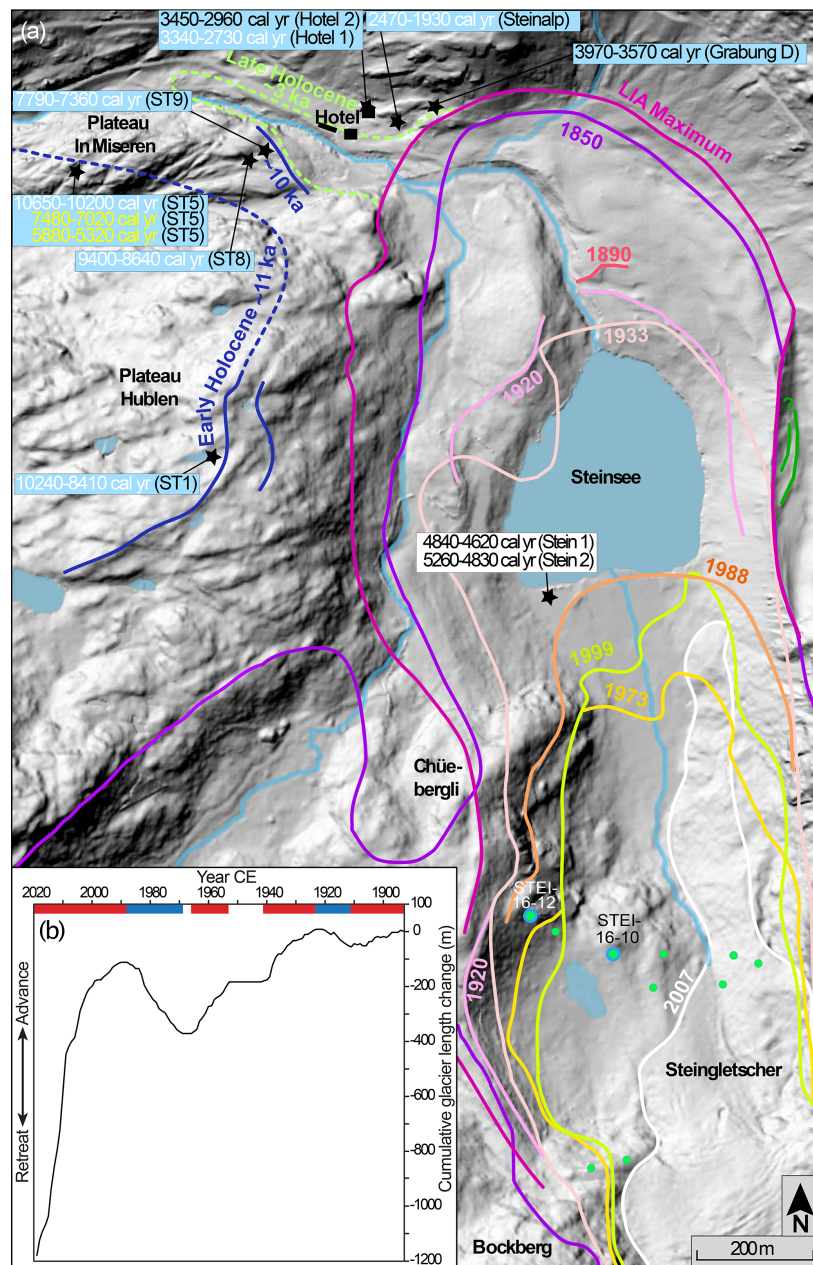 (a)
3450-2960 cal yr (Hotel 2)
3340-2730 cal yr (Hotel 1)
2470-1930 cal yr (Steinalp)
3970-3570 cal yr (Grabung D)
Late Holocene
~3 ka
Hotel
LIA Maximum
1850
7790-7360 cal yr (ST9)
Plateau
In Miseren
~10 ka
10650-10200 cal yr (ST5)
7480-7020 cal yr (ST5)
5880-5320 cal yr (ST5)
9400-8640 cal yr (ST8)
1890
Early Holocene ~11 ka
1933
Plateau
Hublen
1920
?
10240-8410 cal yr (ST1)
Steinsee
4840-4620 cal yr (Stein 1)
5260-4830 cal yr (Stein 2)
1988
1999
1973
Chüe-
bergli
STEI-
16-12
STEI-
16-10
1920
2007
Steingletscher
Bockberg
N
200 m
(b)
Year CE
2020 2000 1980 1960 1940 1920 1900
100
0
-200
-400
-600
-800
-1000
-1200
Cumulative glacier length change (m)
Retreat
Advance